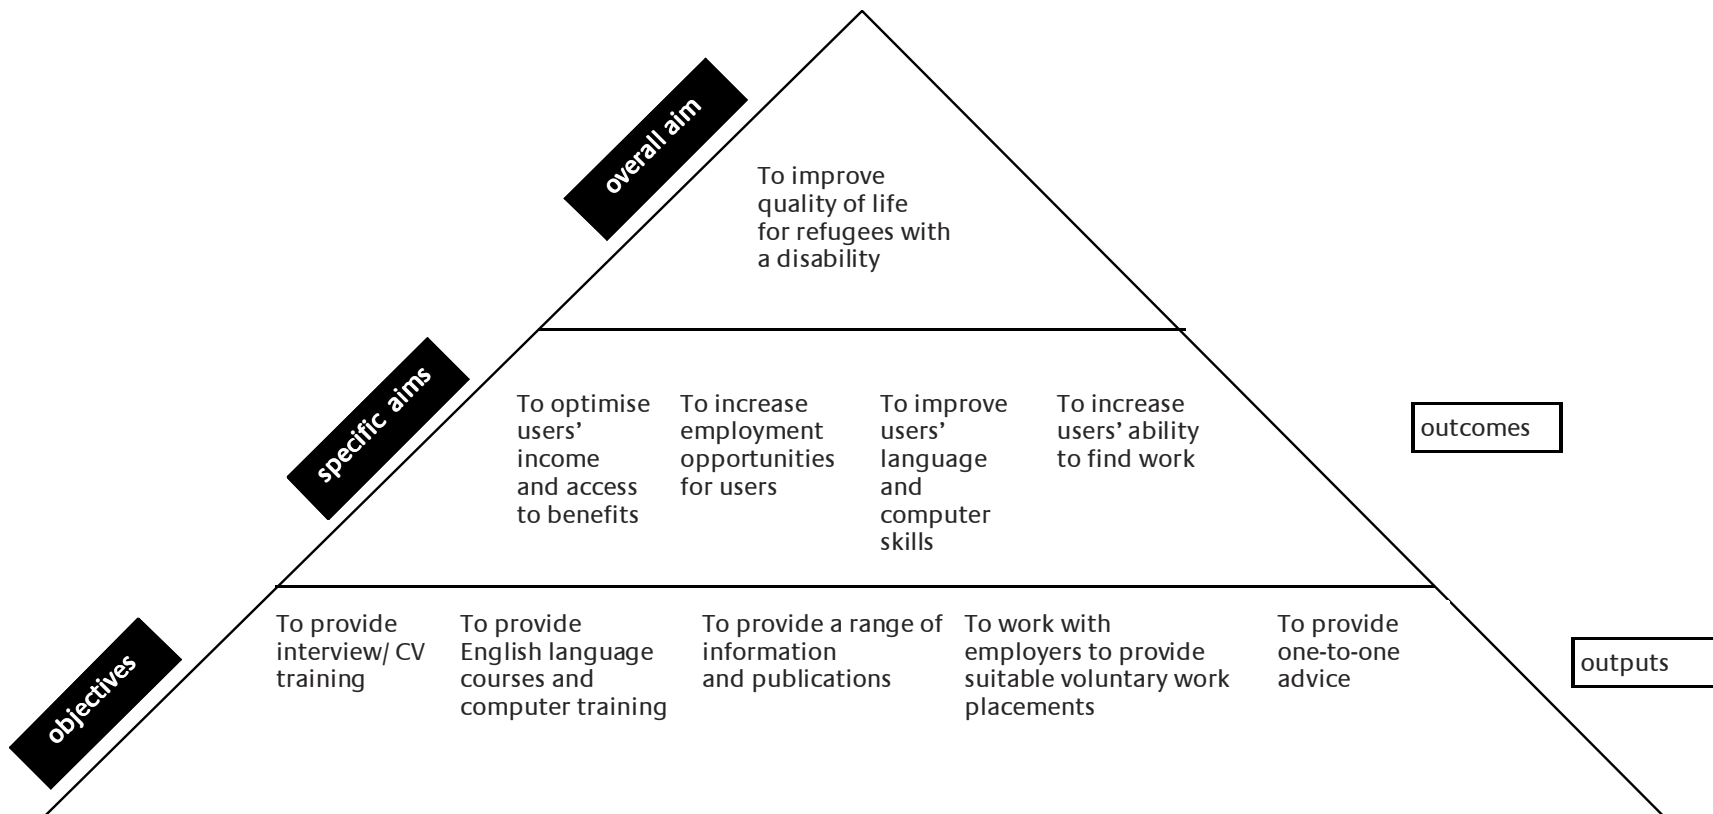 overall aim
To improve
quality of life
for refugees with
a disability
specific aims
To optimise
users’
income
and access
to benefits
To increase
employment
opportunities
for users
To improve
users’
language
and
computer
skills
To increase
users’ ability
to find work
outcomes
objectives
To provide
interview/ CV
training
To provide
English language
courses and
computer training
To provide a range of
information
and publications
To work with
employers to provide
suitable voluntary work
placements
To provide
one-to-one
advice
outputs